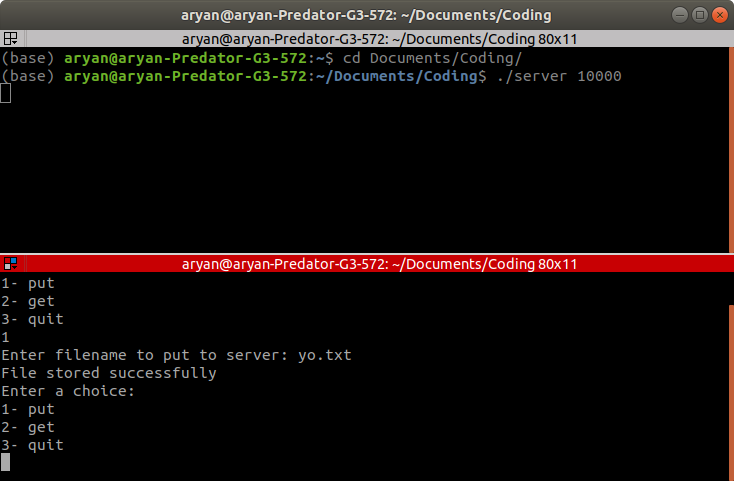 aryan@aryan-Predator-G3-572: ~/Documents/Coding
aryan@aryan-Predator-G3-572: ~/Documents/Coding 80x11
(base) aryan@aryan-Predator-G3-572:~$ cd Documents/Coding/
(base) aryan@aryan-Predator-G3-572:~/Documents/Coding$ ./server 10000
aryan@aryan-Predator-G3-572: ~/Documents/Coding 80x11
1- put
2- get
3- quit
1
Enter filename to put to server: yo.txt
File stored successfully
Enter a choice:
1- put
2- get
3- quit